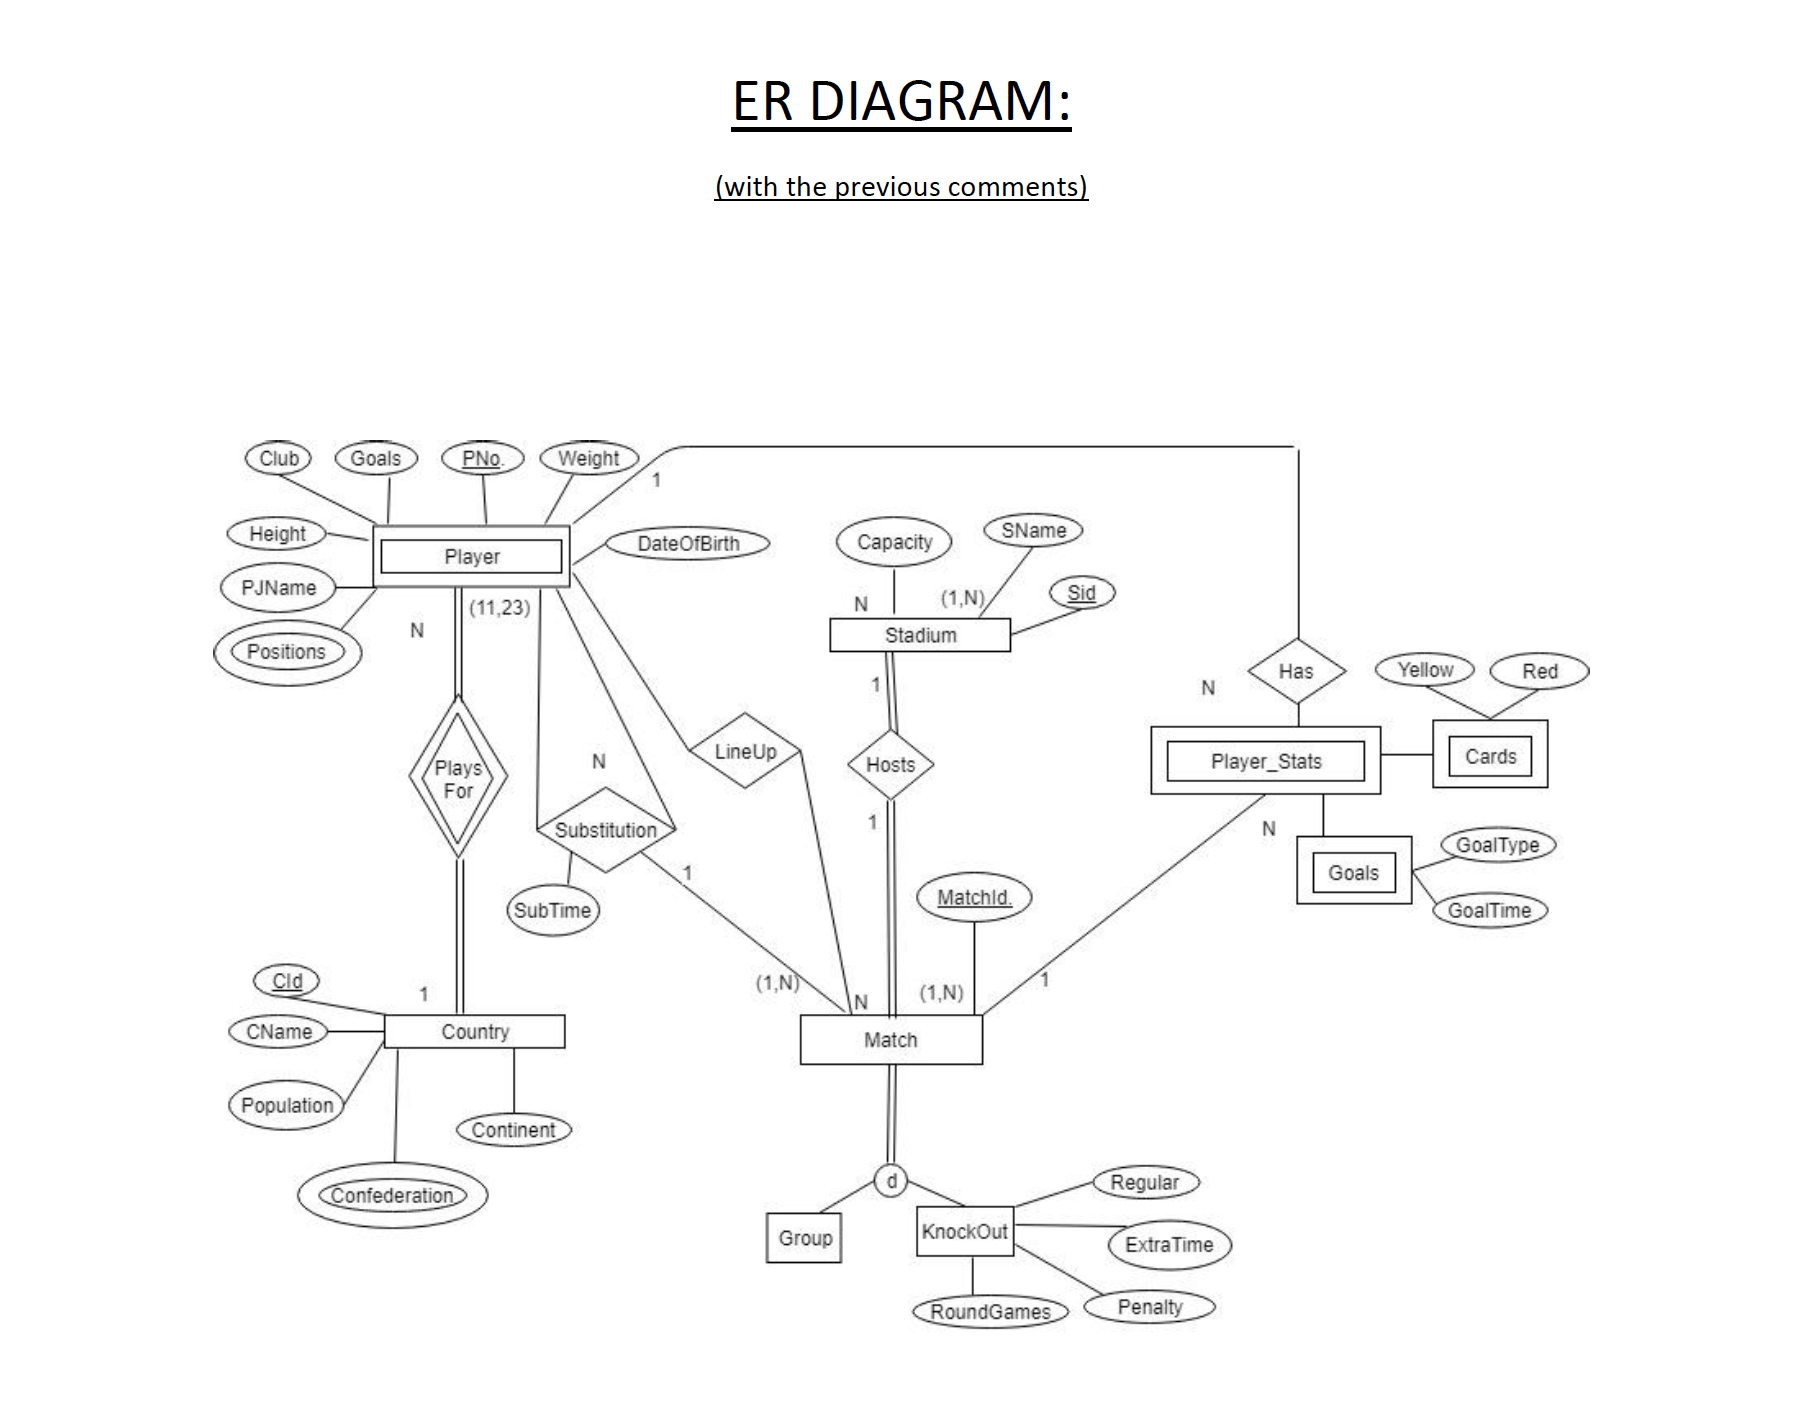 ER DIAGRAM:
(with the previous comments)
Club
Goals
PNo.
Weight
1
Height
Player
DateOfBirth
Capacity
SName
PJName
(11,23)
N
(1,N)
Sid
N
Stadium
Positions
1
N
Has
Yellow
Red
Plays
For
N
LineUp
Hosts
Player_Stats
Cards
Substitution
1
N
1
GoalType
Goals
SubTime
MatchId.
GoalTime
CId
1
(1,N)
N
(1,N)
1
CName
Country
Match
Population
Continent
Confederation
d
Regular
Group
KnockOut
ExtraTime
RoundGames
Penalty